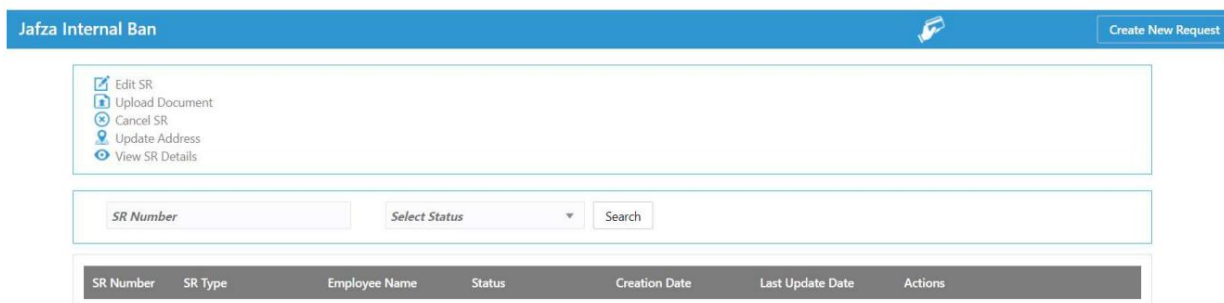 Jafza Internal Ban Create New Request
Edit SR
Upload Document
Cancel SR
Update Address
View SR Details
SR Number Select Status Search
SR Number SR Type Employee Name Status Creation Date Last Update Date Actions